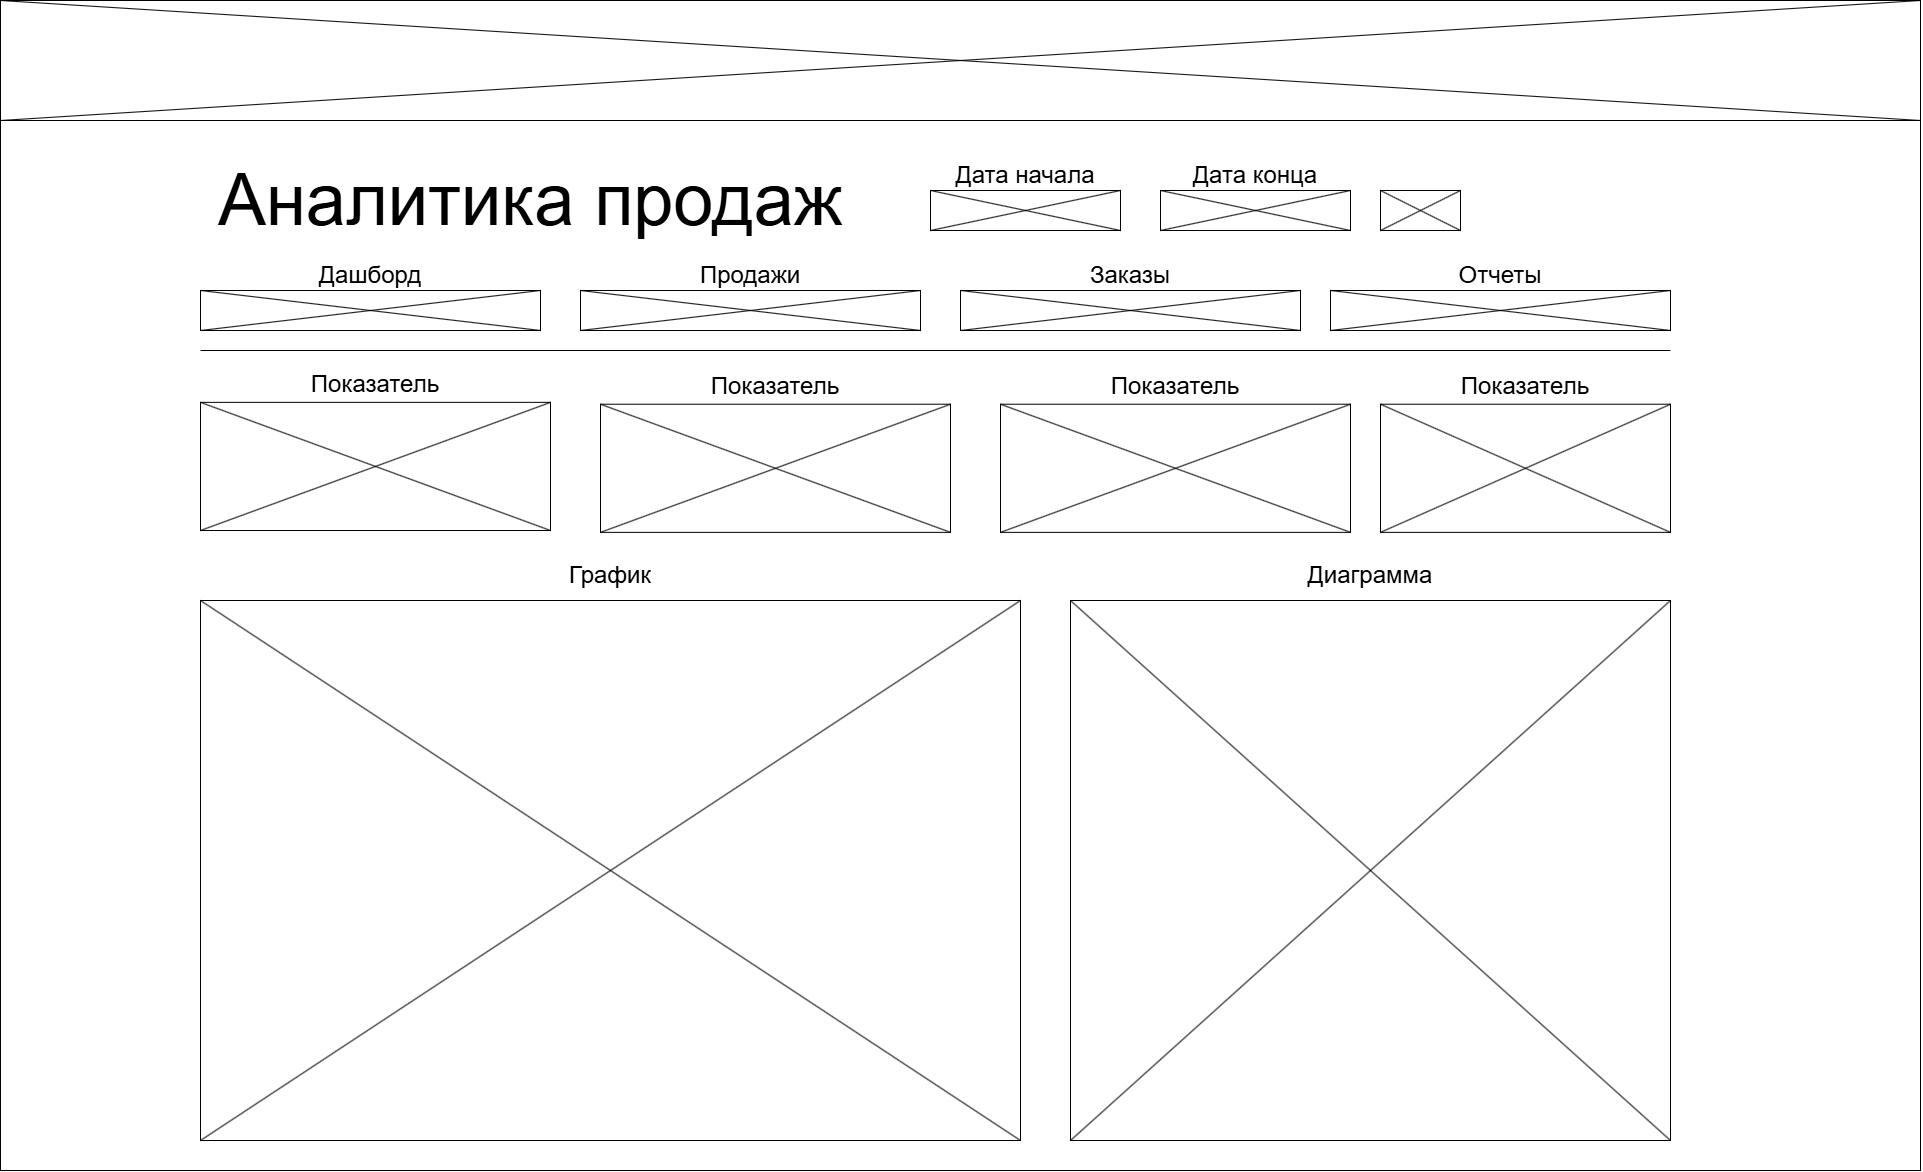 Аналитика продаж
Дата начала
Дата конца
Дашборд
Продажи
Заказы
Отчеты
Показатель
Показатель
Показатель
Показатель
График
Диаграмма